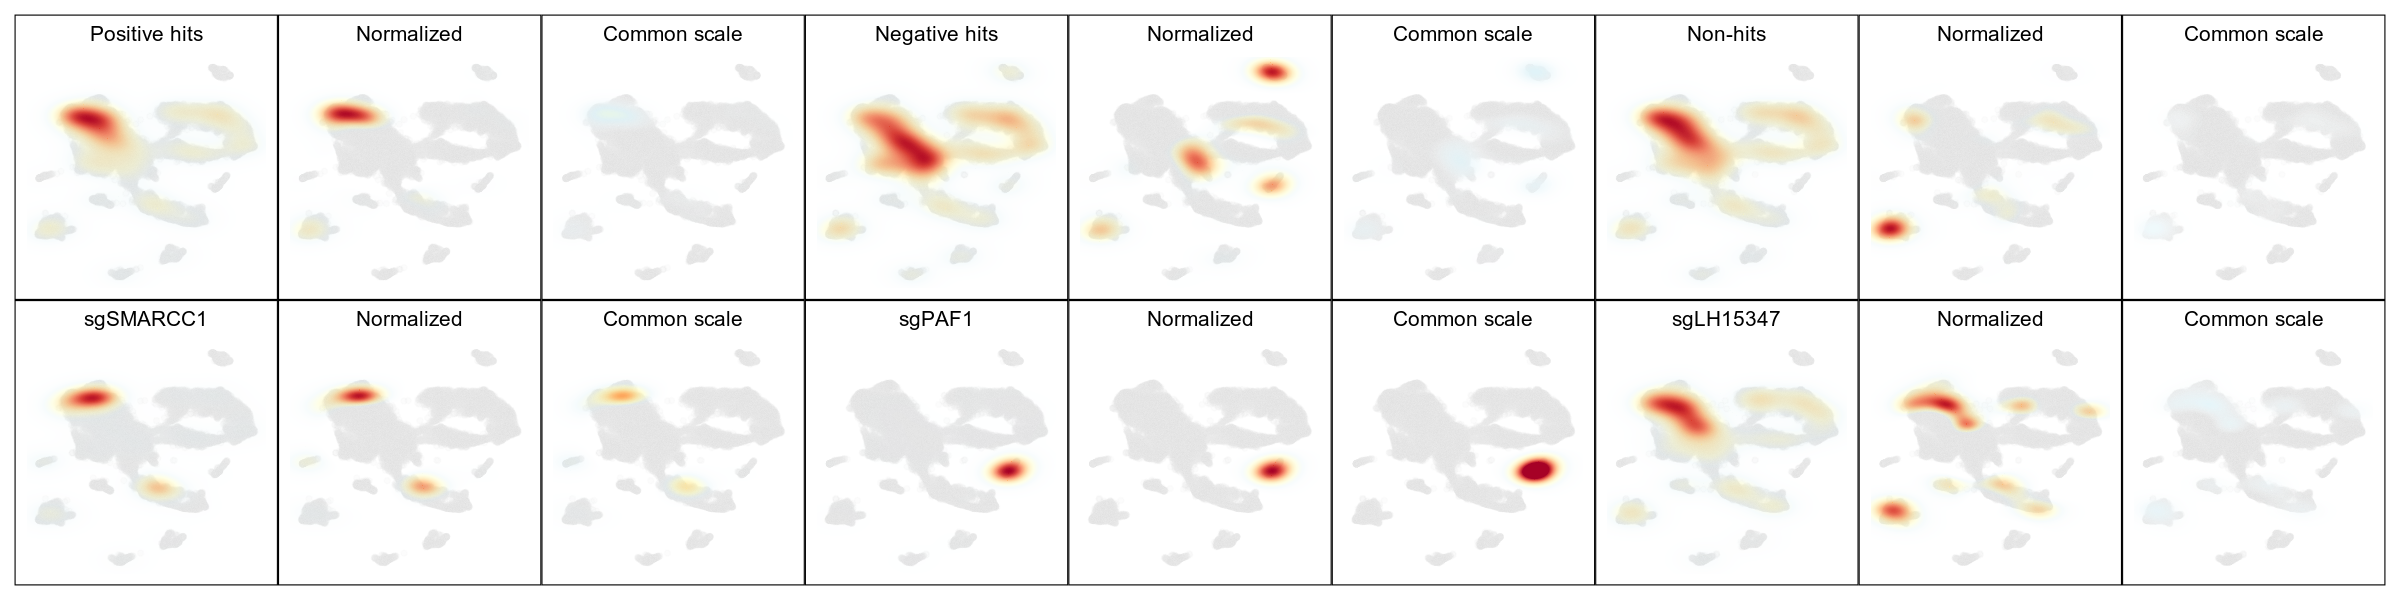 Positive hits
Normalized
Common scale
Negative hits
Normalized
Common scale
Non-hits
Normalized
Common scale
sgSMARCC1
Normalized
Common scale
sgPAF1
Normalized
Common scale
sgLH15347
Normalized
Common scale